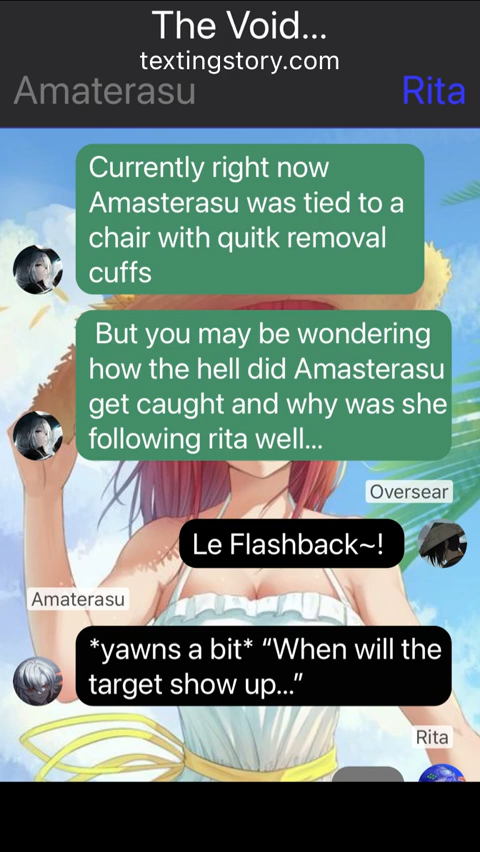 The Void...
textingstory.com
Amaterasu
Rita
Currently right now
Amasterasu was tied to a
chair with quitk removal
cuffs
But you may be wondering
how the hell did Amasterasu
get caught and why was she
following rita well...
Oversear
Le Flashback~!
Amaterasu
*yawns a bit* “When will the
target show up...”
Rita